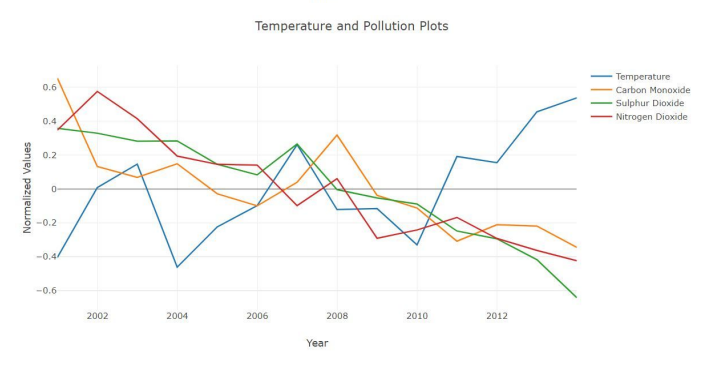 Temperature and Pollution Plots
Temperature
Carbon Monoxide
Sulphur Dioxide
Nitrogen Dioxide
Normalized Values
0.6
0.4
0.2
0
−0.2
−0.4
−0.6
2002 2004 2006 2008 2010 2012
Year